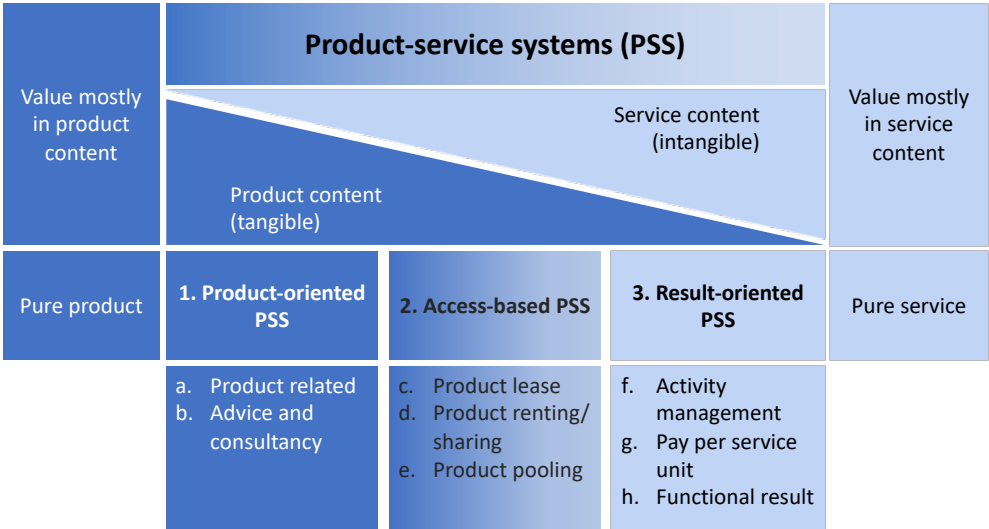 Product-service systems (PSS)
Value mostly
in product
content
Service content
(intangible)
Product content
(tangible)
Value mostly
in service
content
Pure product
1. Product-oriented
PSS
2. Access-based PSS
3. Result-oriented
PSS
Pure service
a. Product related
b. Advice and
consultancy
c. Product lease
d. Product renting/
sharing
e. Product pooling
f. Activity
management
g. Pay per service
unit
h. Functional result